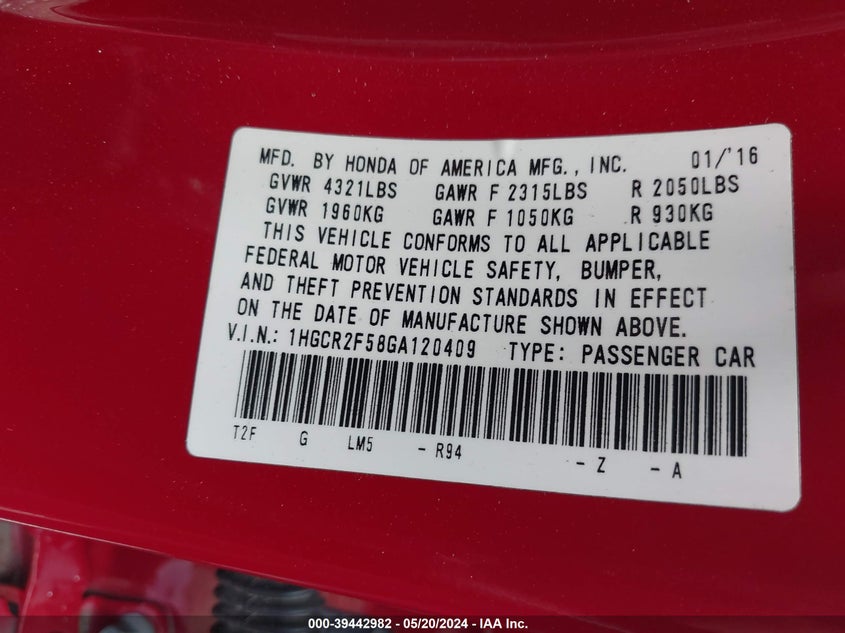 MFD. BY HONDA OF AMERICA MFG., INC. 01/'16
GVWR 4321LBS GAWR F 2315LBS R 2050LBS
GVWR 1960KG GAWR F 1050KG R 930KG
THIS VEHICLE CONFORMS TO ALL APPLICABLE
FEDERAL MOTOR VEHICLE SAFETY, BUMPER,
AND THEFT PREVENTION STANDARDS IN EFFECT
ON THE DATE OF MANUFACTURE SHOWN ABOVE.
V.I.N.: 1HGCR2F58GA120409 TYPE: PASSENGER CAR
T2F G LM5 - R94 - Z - A
000-39442982 - 05/20/2024 - IAA Inc.